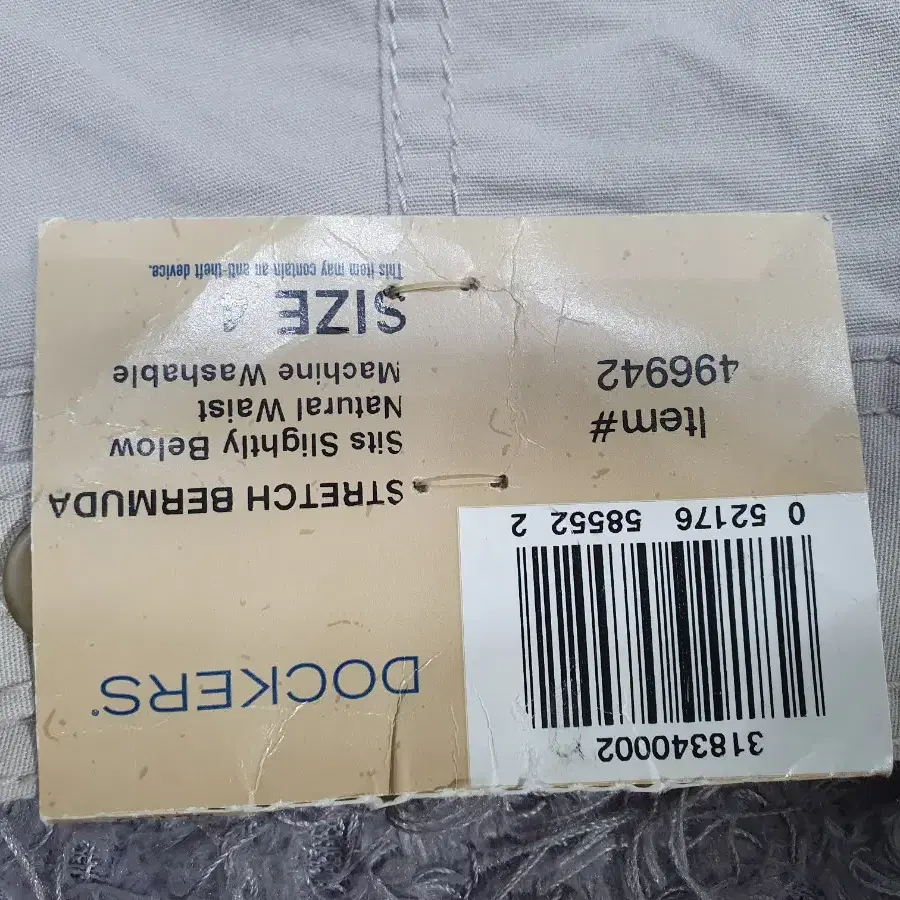 318340002
0 52176 58552 2
Item#
496942
DOCKERS®
STRETCH BERMUDA
Sits Slightly Below
Natural Waist
Machine Washable
SIZE
This item may contain an anti-theft device.